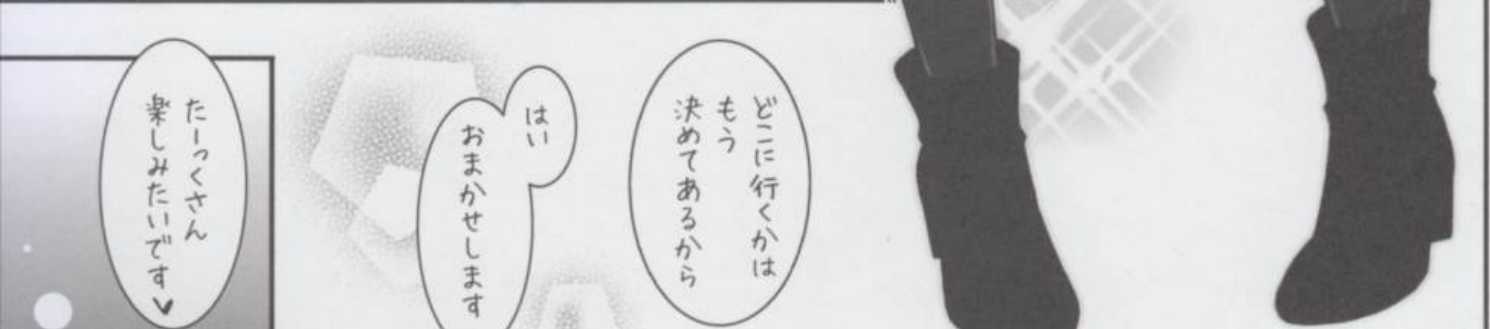 どこに行くかは
もう
決めてあるから
はい
おまかせします
たーっくさん
楽しみたいです♥